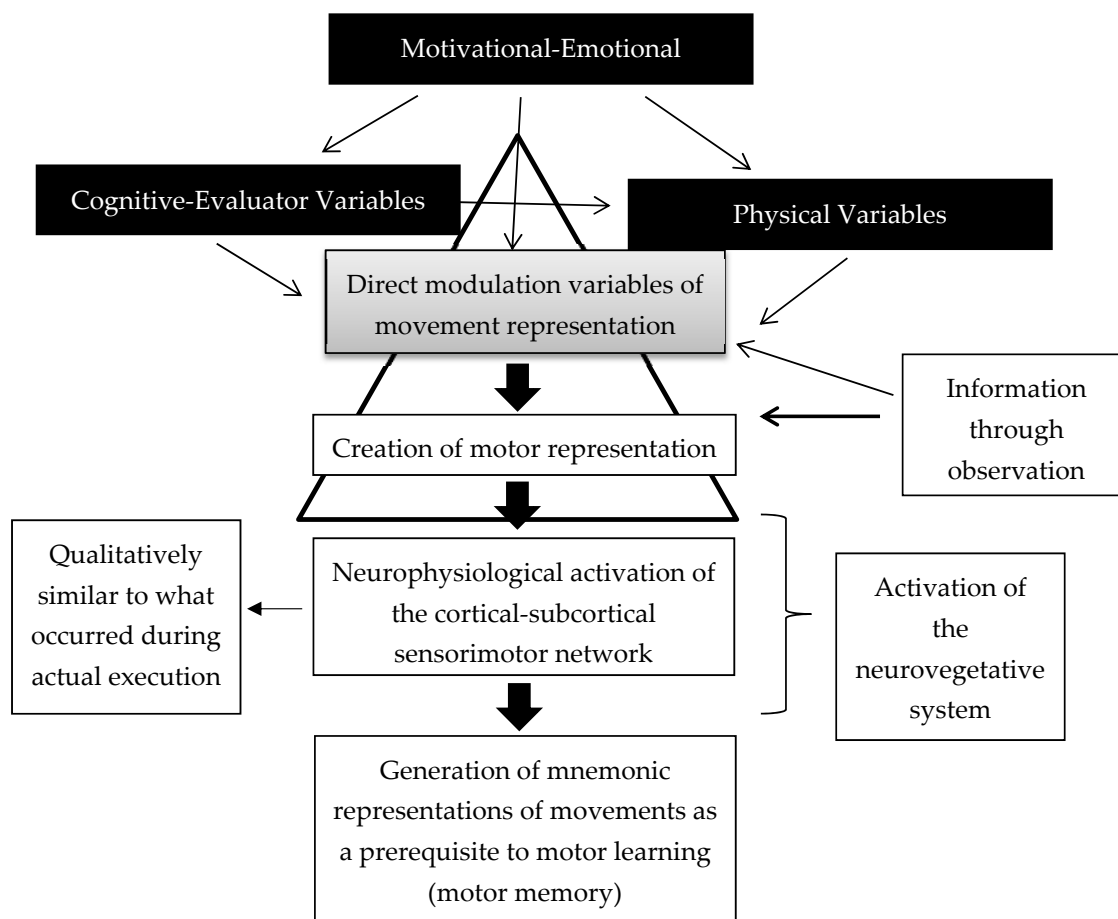 Motivational-Emotional
Cognitive-Evaluator Variables
Physical Variables
Direct modulation variables of
movement representation
Information
through
observation
Creation of motor representation
Qualitatively
similar to what
occurred during
actual execution
Neurophysiological activation of
the cortical-subcortical
sensorimotor network
Activation of
the
neurovegetative
system
Generation of mnemonic
representations of movements as
a prerequisite to motor learning
(motor memory)